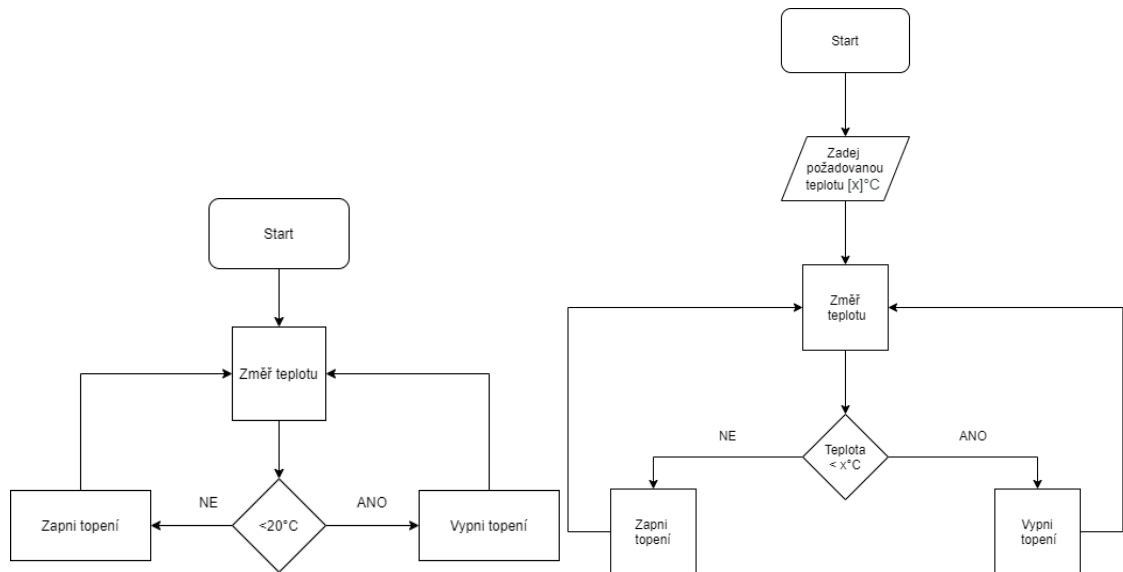 Start
Změř teplotu
NE
<20°C
ANO
Zapni topení
Vypni topení
Start
Zadej
požadovanou
teplotu [x]°C
Změř
teplotu
NE
Teplota
< x°C
ANO
Zapni
topení
Vypni
topení